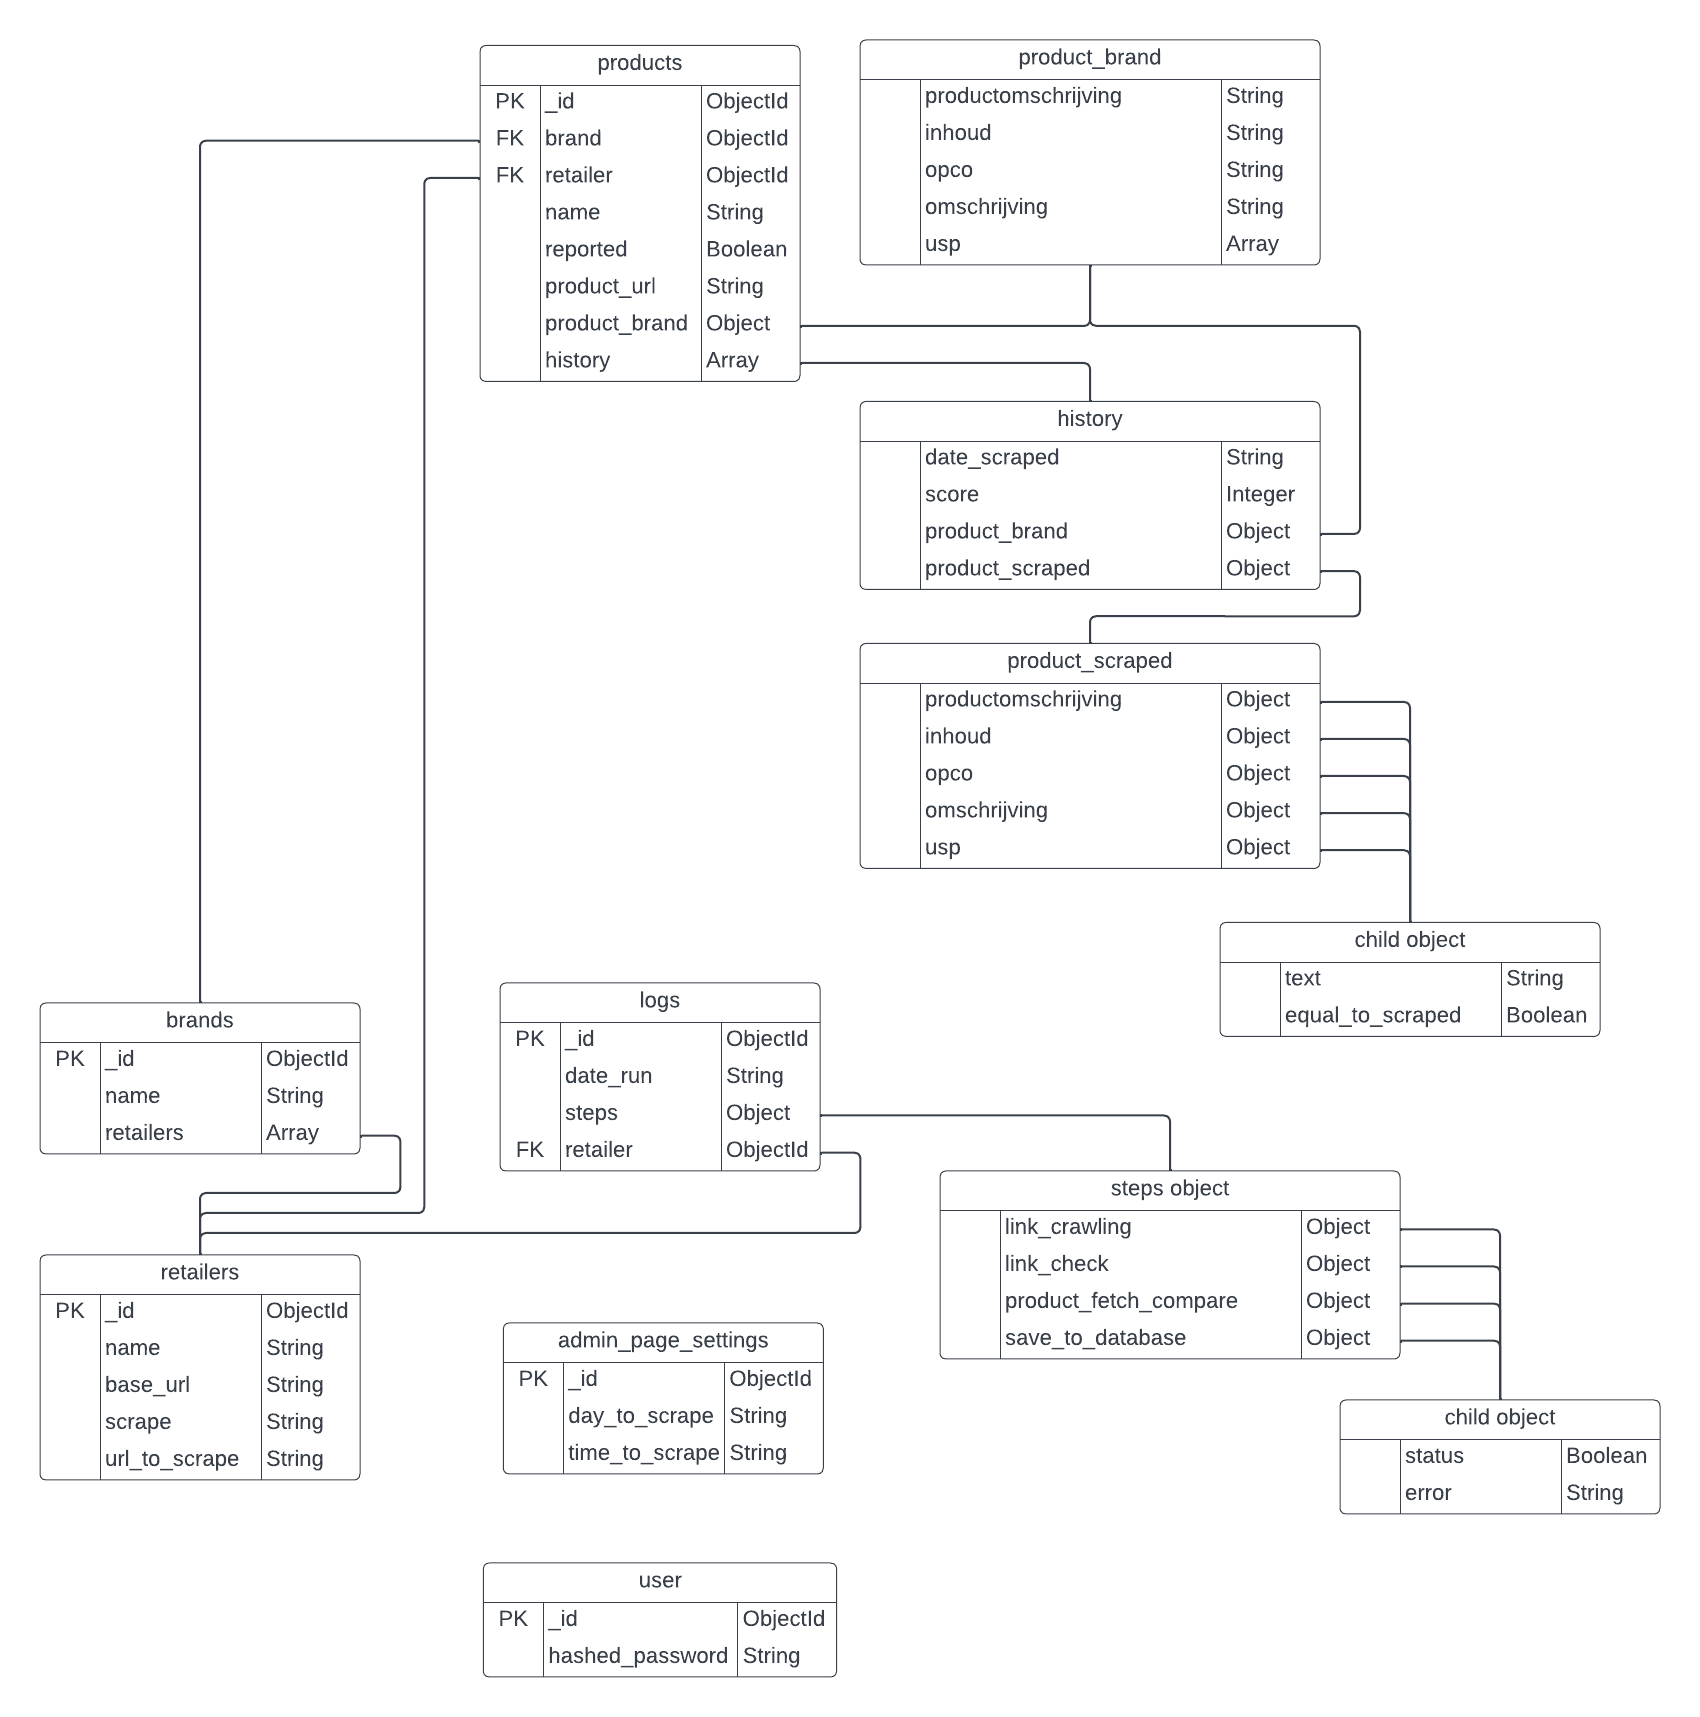 products
PK _id ObjectId
FK brand ObjectId
FK retailer ObjectId
name String
reported Boolean
product_url String
product_brand Object
history Array
product_brand
productomschrijving String
inhoud String
opco String
omschrijving String
usp Array
history
date_scraped String
score Integer
product_brand Object
product_scraped Object
product_scraped
productomschrijving Object
inhoud Object
opco Object
omschrijving Object
usp Object
child object
text String
equal_to_scraped Boolean
brands
PK _id ObjectId
name String
retailers Array
logs
PK _id ObjectId
date_run String
steps Object
FK retailer ObjectId
steps object
link_crawling Object
link_check Object
product_fetch_compare Object
save_to_database Object
retailers
PK _id ObjectId
name String
base_url String
scrape String
url_to_scrape String
admin_page_settings
PK _id ObjectId
day_to_scrape String
time_to_scrape String
child object
status Boolean
error String
user
PK _id ObjectId
hashed_password String